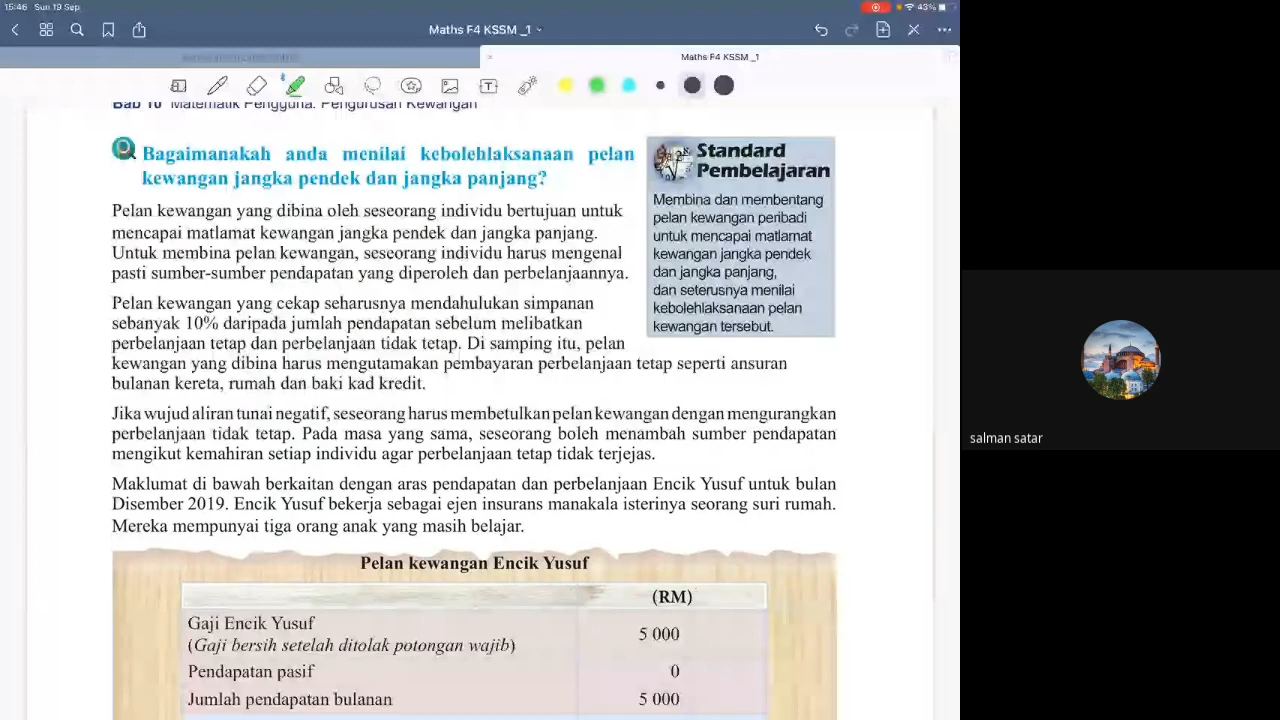 15:46 Sun 19 Sep
43%
Maths F4 KSSM _1
Maths F4 KSSM _1
Bab 10 Matematik Pengguna: Pengurusan Kewangan
Bagaimanakah anda menilai kebolehlaksanaan pelan
kewangan jangka pendek dan jangka panjang?
Pelan kewangan yang dibina oleh seseorang individu bertujuan untuk
mencapai matlamat kewangan jangka pendek dan jangka panjang.
Untuk membina pelan kewangan, seseorang individu harus mengenal
pasti sumber-sumber pendapatan yang diperoleh dan perbelanjaannya.
Standard
Pembelajaran
Membina dan membentang
pelan kewangan peribadi
untuk mencapai matlamat
kewangan jangka pendek
dan jangka panjang,
dan seterusnya menilai
kebolehlaksanaan pelan
kewangan tersebut.
Pelan kewangan yang cekap seharusnya mendahulukan simpanan
sebanyak 10% daripada jumlah pendapatan sebelum melibatkan
perbelanjaan tetap dan perbelanjaan tidak tetap. Di samping itu, pelan
kewangan yang dibina harus mengutamakan pembayaran perbelanjaan tetap seperti ansuran
bulanan kereta, rumah dan baki kad kredit.
Jika wujud aliran tunai negatif, seseorang harus membetulkan pelan kewangan dengan mengurangkan
perbelanjaan tidak tetap. Pada masa yang sama, seseorang boleh menambah sumber pendapatan
mengikut kemahiran setiap individu agar perbelanjaan tetap tidak terjejas.
Maklumat di bawah berkaitan dengan aras pendapatan dan perbelanjaan Encik Yusuf untuk bulan
Disember 2019. Encik Yusuf bekerja sebagai ejen insurans manakala isterinya seorang suri rumah.
Mereka mempunyai tiga orang anak yang masih belajar.
Pelan kewangan Encik Yusuf
(RM)
Gaji Encik Yusuf
(Gaji bersih setelah ditolak potongan wajib) 5 000
Pendapatan pasif 0
Jumlah pendapatan bulanan 5 000
salman satar